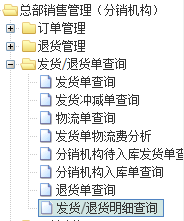 总部销售管理（分销机构）
订单管理
退货管理
发货/退货单查询
发货单查询
发货冲减单查询
物流单查询
发货单物流费分析
分销机构待入库发货单查
分销机构入库单查询
退货单查询
发货/退货明细查询